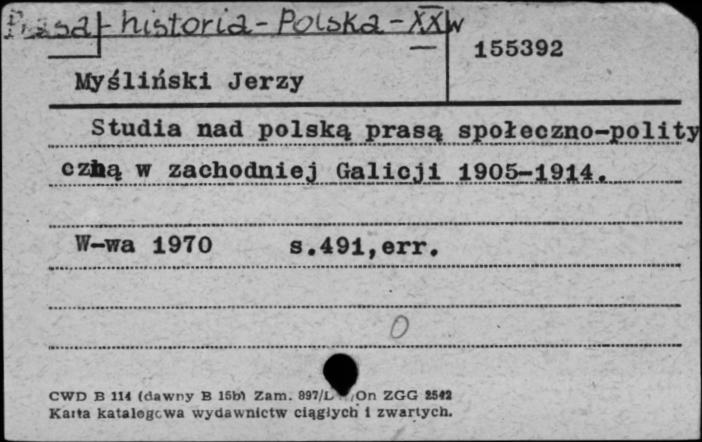 Prasa - historia - Polska - XX w
155392
Myśliński Jerzy
Studia nad polską prasą społeczno-polity
czną w zachodniej Galicji 1905-1914.
W-wa 1970 s.491,err.
0
CWD B 114 (dawny B 15b) Zam. 897/L On ZGG 2542
Karta katalogowa wydawnictw ciągłych i zwartych.